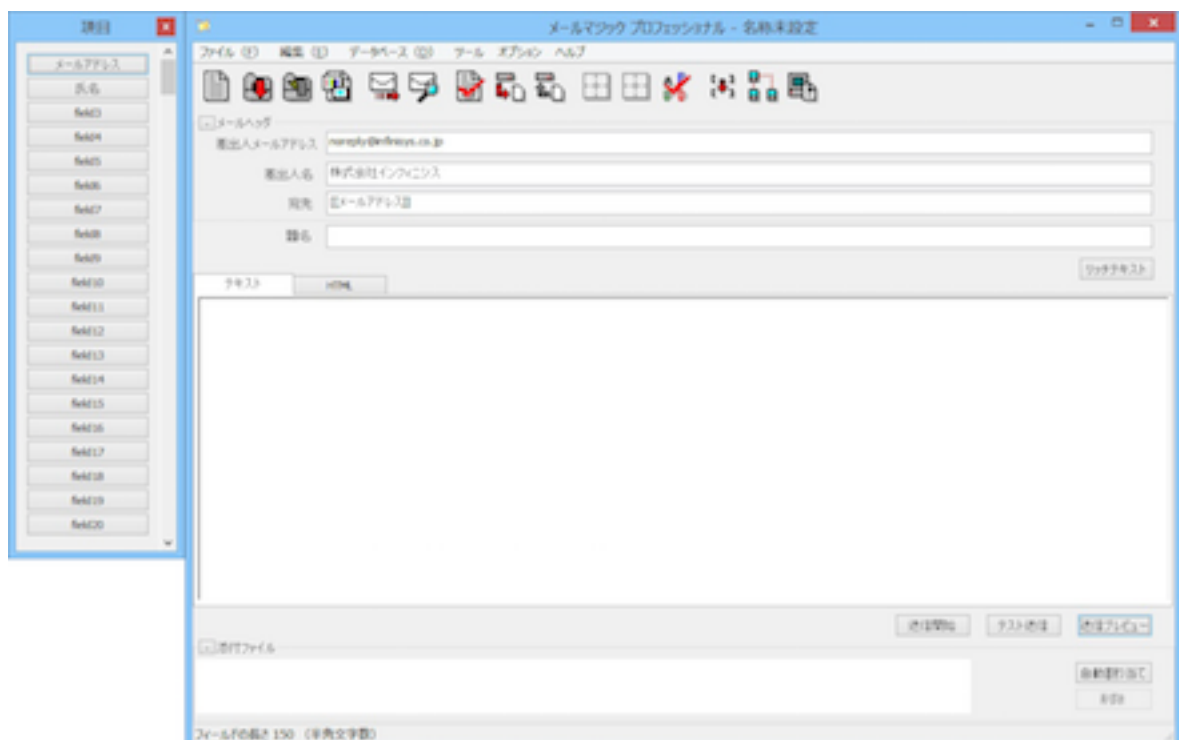 項目
メールアドレス
氏名
field3
field4
field5
field6
field7
field8
field9
field10
field11
field12
field13
field14
field15
field16
field17
field18
field19
field20
メールマジック プロフェッショナル - 名称未設定
ファイル (F) 編集 (E) データベース (D) ツール オプション ヘルプ
メールヘッダ
差出人メールアドレス noreply@infinisys.co.jp
差出人名 株式会社インフィニシス
宛先 [[メールアドレス]]
題名
リッチテキスト
テキスト HTML
送信開始 テスト送信 送信プレビュー
添付ファイル
自動割り当て
削除
フィールドの長さ 150 (半角文字数)